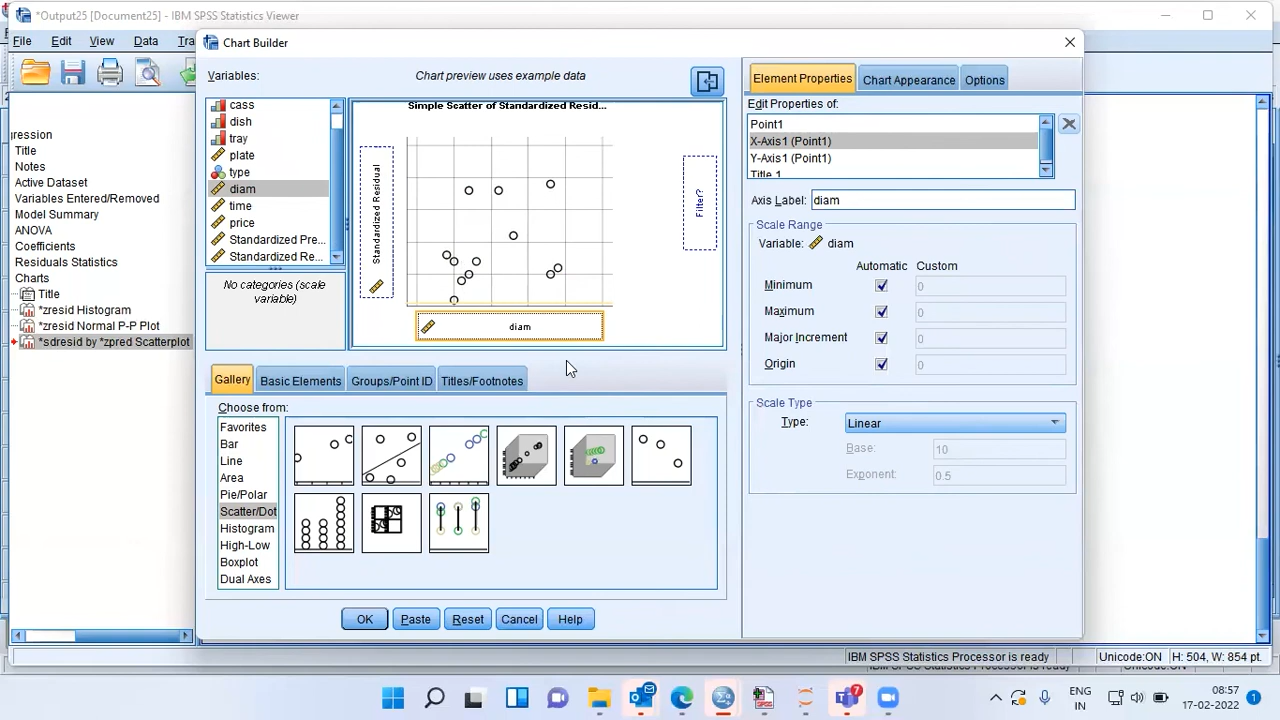 *Output25 [Document25] - IBM SPSS Statistics Viewer
File Edit View Data Tra
Chart Builder
gression
Title
Notes
Active Dataset
Variables Entered/Removed
Model Summary
ANOVA
Coefficients
Residuals Statistics
Charts
Title
*zresid Histogram
*zresid Normal P-P Plot
*sdresid by *zpred Scatterplot
Variables:
cass
dish
tray
plate
type
diam
time
price
Standardized Pre...
Standardized Re...
No categories (scale
variable)
Chart preview uses example data
Simple Scatter of Standardized Resid...
Standardized Residual
Filter?
diam
Gallery Basic Elements Groups/Point ID Titles/Footnotes
Choose from:
Favorites
Bar
Line
Area
Pie/Polar
Scatter/Dot
Histogram
High-Low
Boxplot
Dual Axes
OK Paste Reset Cancel Help
Element Properties Chart Appearance Options
Edit Properties of:
Point1
X-Axis1 (Point1)
Y-Axis1 (Point1)
Title 1
Axis Label: diam
Scale Range
Variable: diam
Automatic Custom
Minimum 0
Maximum 0
Major Increment 0
Origin 0
Scale Type
Type: Linear
Base: 10
Exponent: 0.5
IBM SPSS Statistics Processor is ready Unicode:ON H: 504, W: 854 pt.
7
ENG
IN
08:57
17-02-2022
1